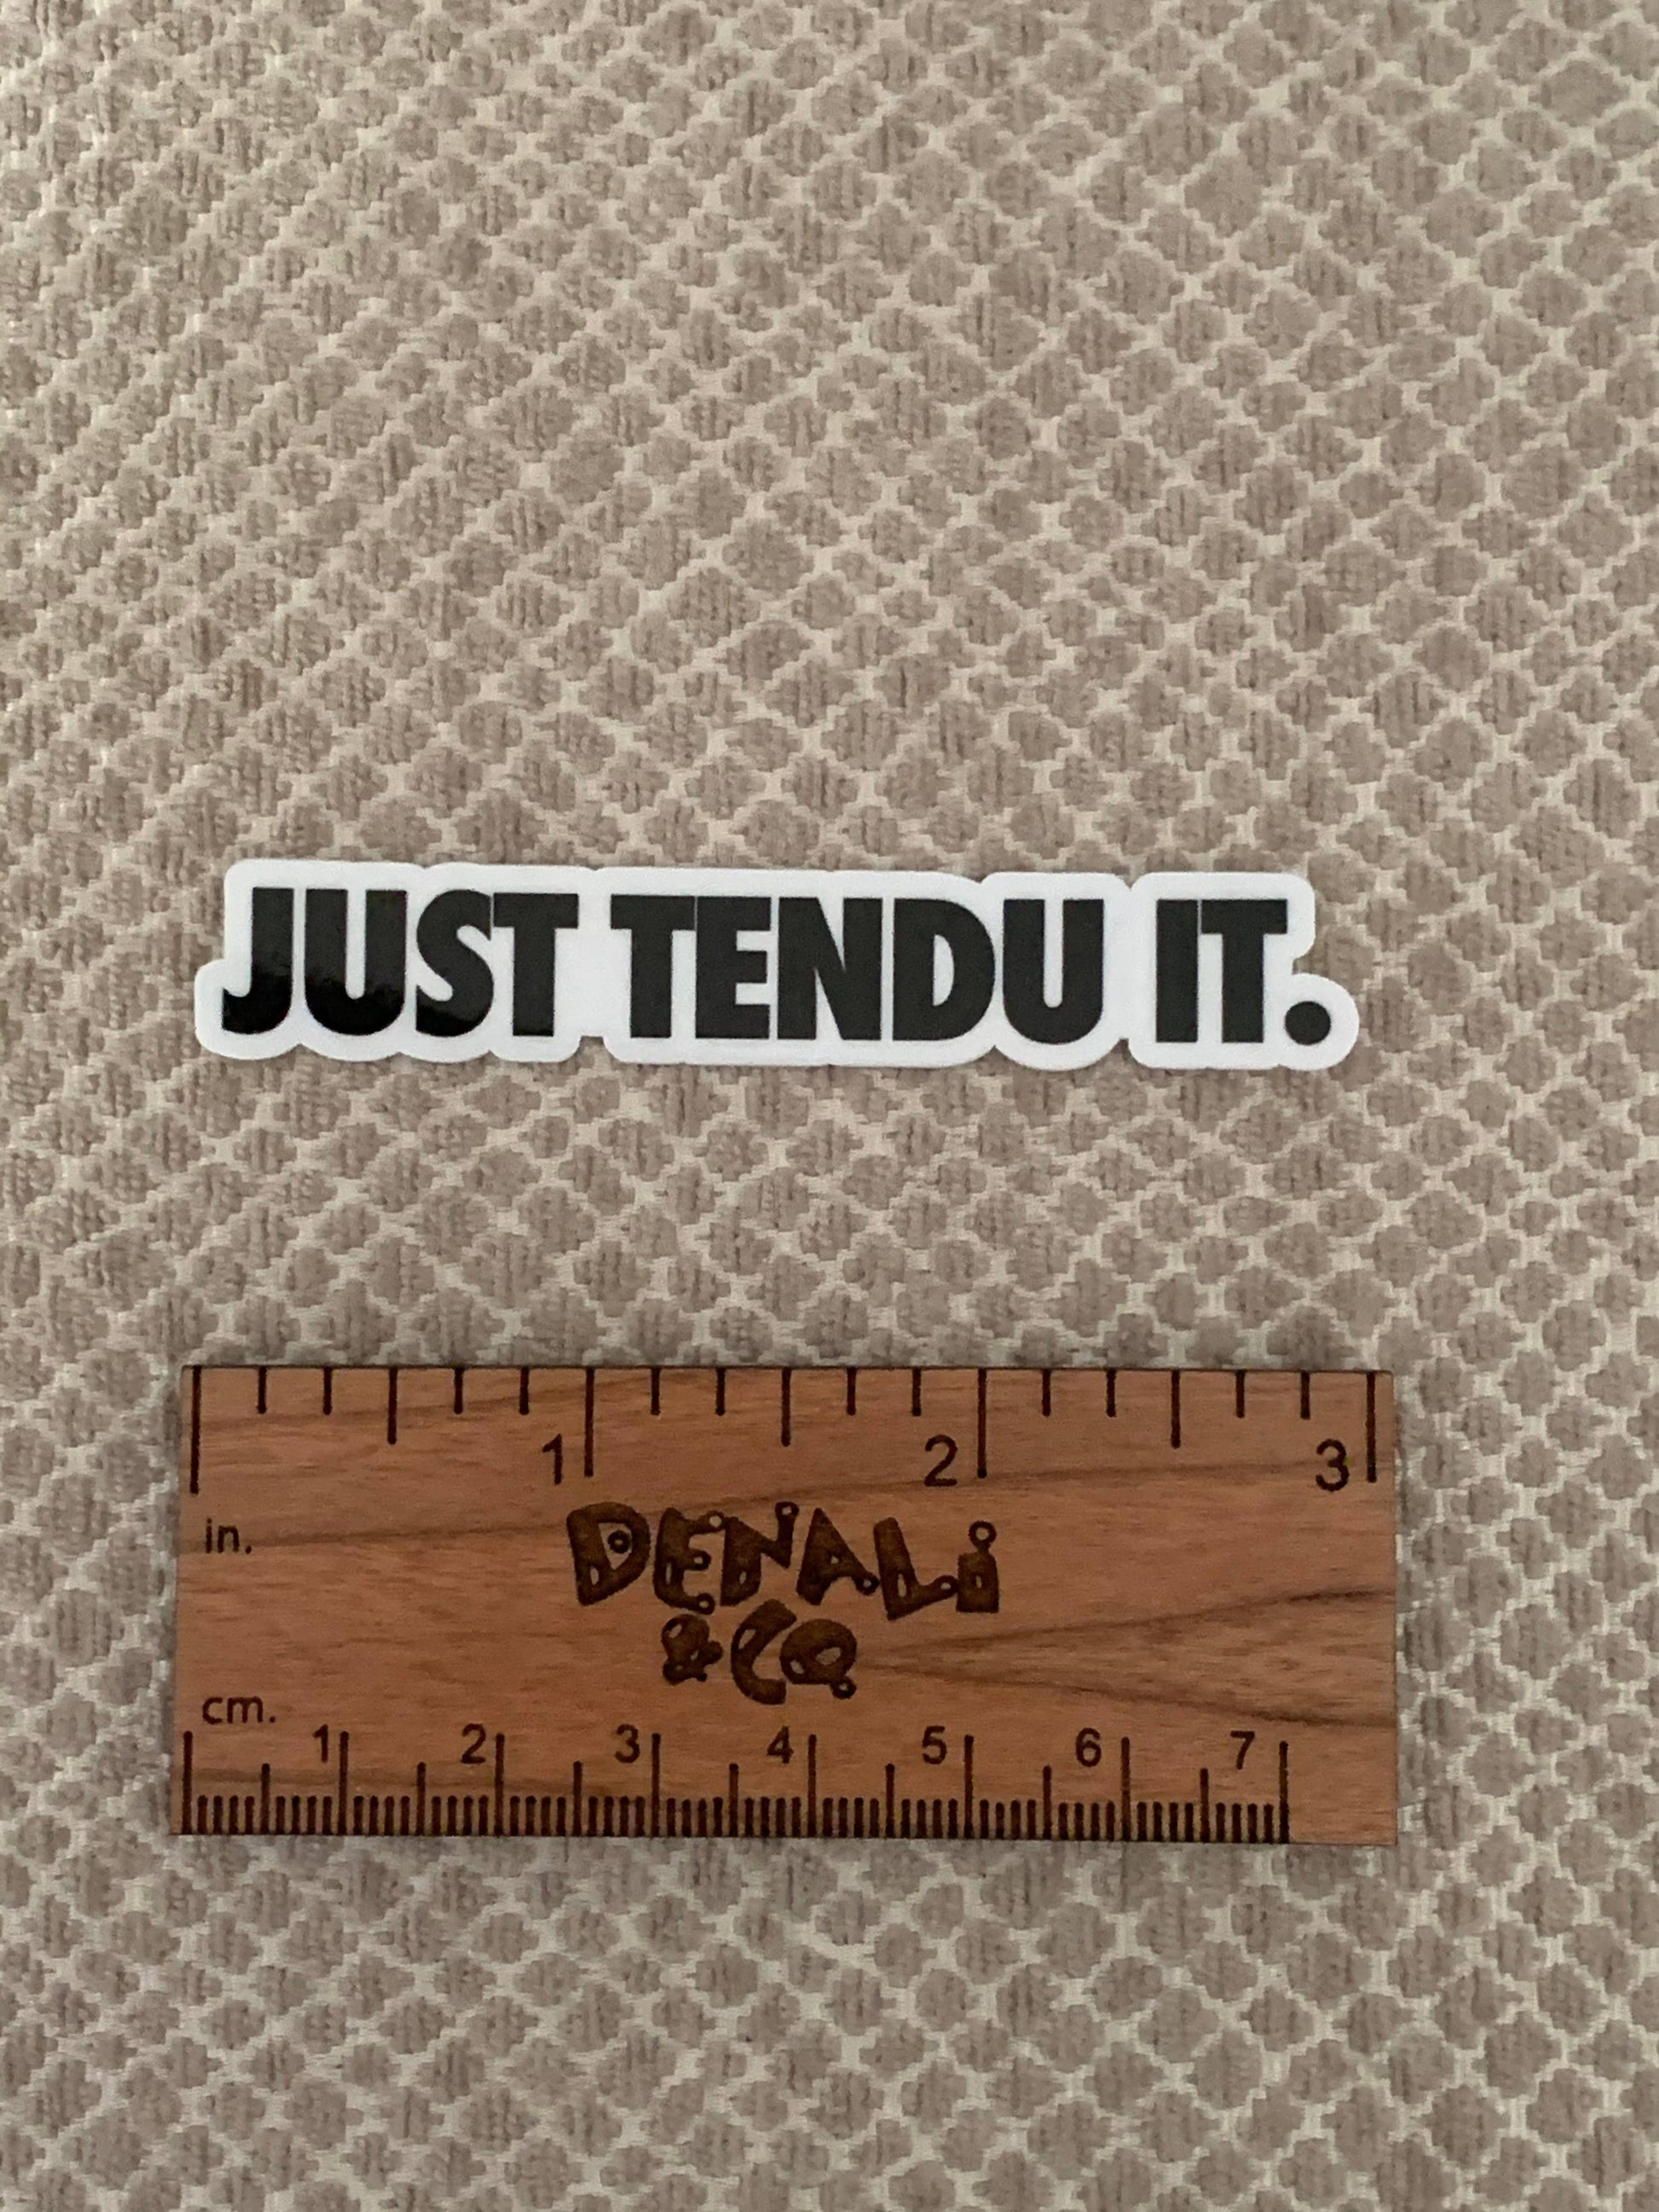 JUST TENDU IT.
1 2 3
in.
DENALi
&CO
cm.
1 2 3 4 5 6 7